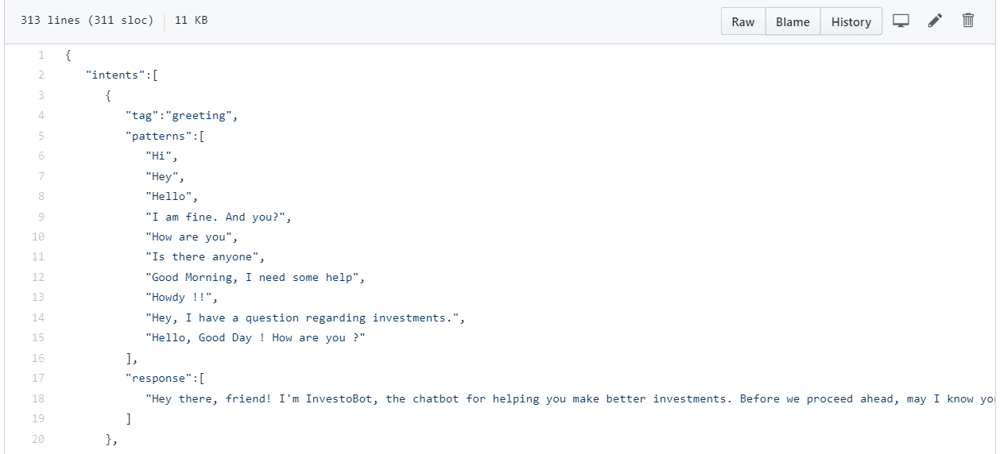 313 lines (311 sloc) 11 KB Raw Blame History
1 {
2 "intents":[
3 {
4 "tag":"greeting",
5 "patterns":[
6 "Hi",
7 "Hey",
8 "Hello",
9 "I am fine. And you?",
10 "How are you",
11 "Is there anyone",
12 "Good Morning, I need some help",
13 "Howdy !!",
14 "Hey, I have a question regarding investments.",
15 "Hello, Good Day ! How are you ?"
16 ],
17 "response":[
18 "Hey there, friend! I'm InvestoBot, the chatbot for helping you make better investments. Before we proceed ahead, may I know
19 ]
20 },